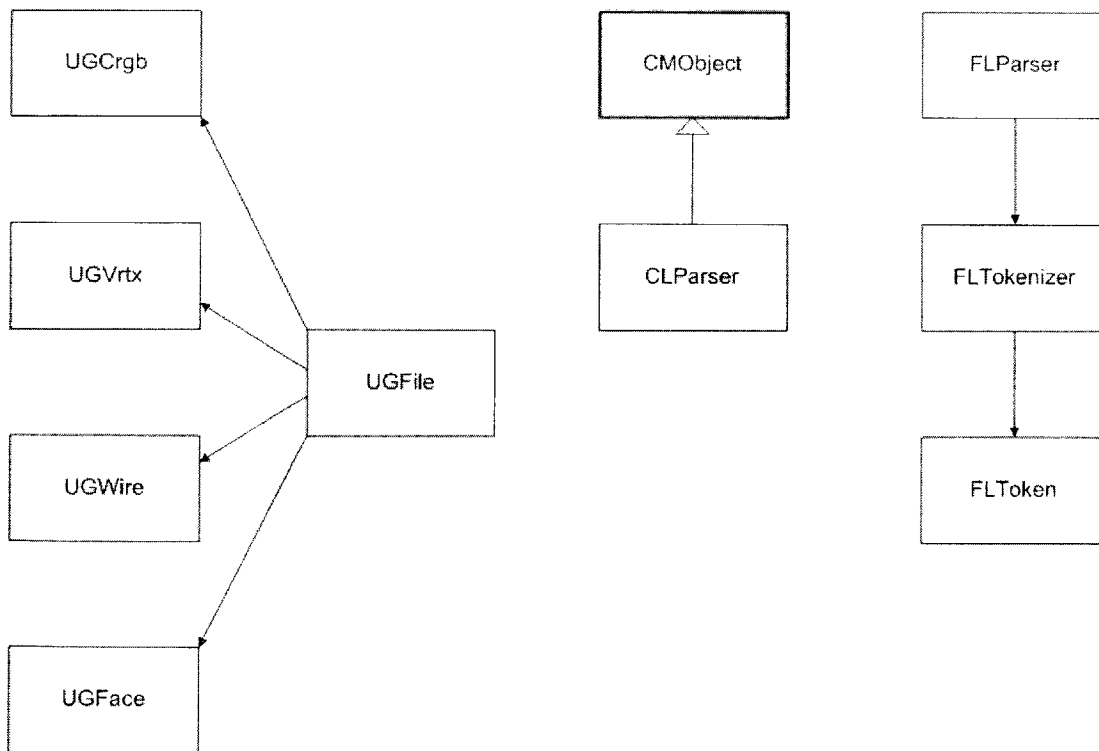 UGCrgb
CMObject
FLParser
UGVrtx
CLParser
FLTokenizer
UGFile
UGWire
FLToken
UGFace